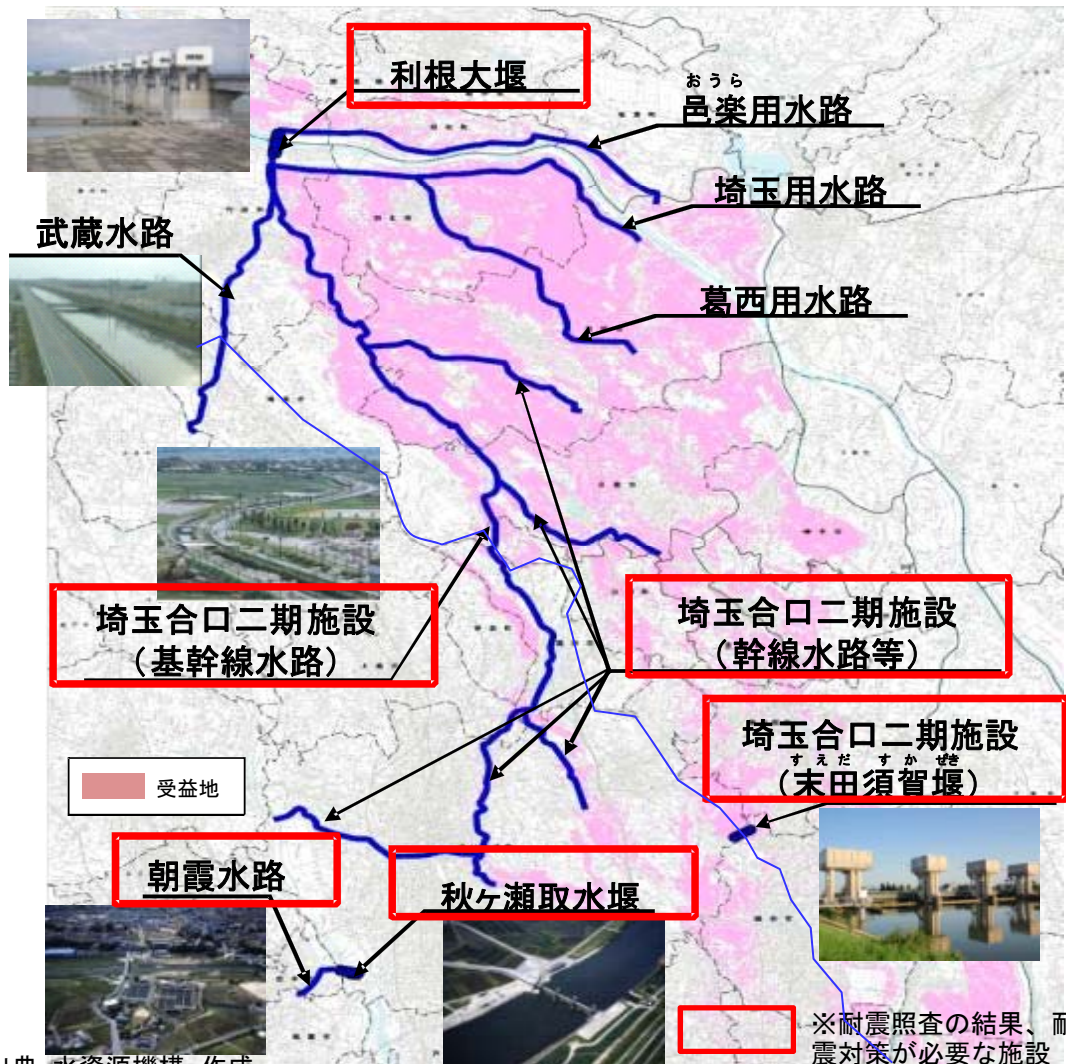 利根大堰
おうら
邑楽用水路
埼玉用水路
武蔵水路
葛西用水路
埼玉合口二期施設
（基幹線水路）
埼玉合口二期施設
（幹線水路等）
埼玉合口二期施設
すえだ すか ぜき
（末田須賀堰）
受益地
朝霞水路
秋ヶ瀬取水堰
※耐震照査の結果、耐
震対策が必要な施設
水資源機構 作成